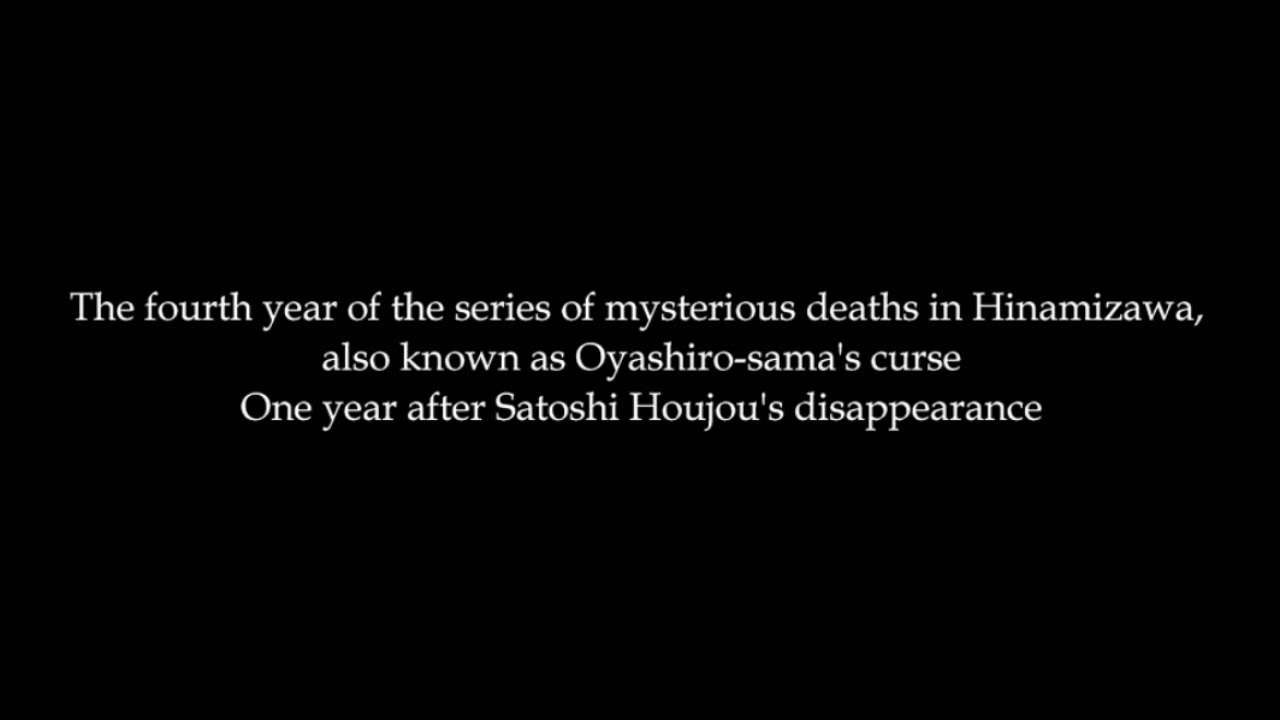 The fourth year of the series of mysterious deaths in Hinamizawa,
also known as Oyashiro-sama's curse
One year after Satoshi Houjou's disappearance